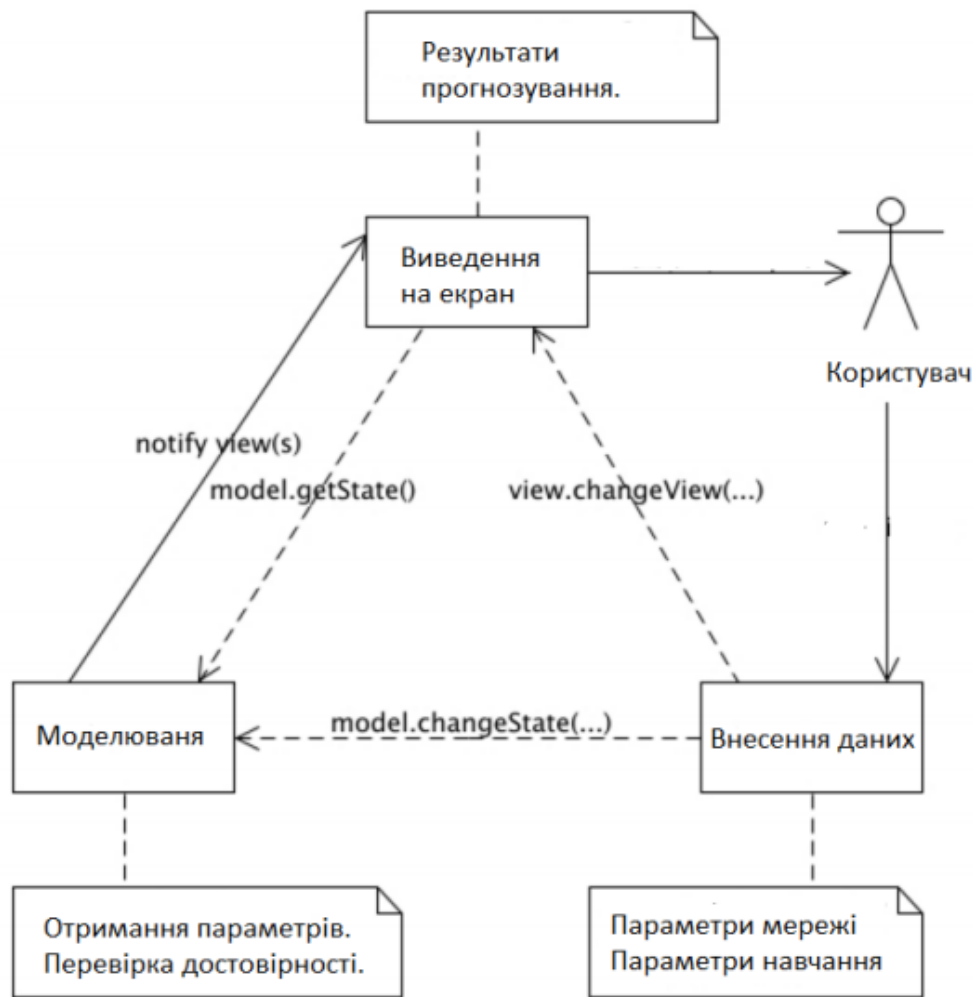 Результати
прогнозування.
Виведення
на екран
Користувач
notify view(s)
model.getState()
view.changeView(...)
Моделюваня
model.changeState(...)
Внесення даних
Отримання параметрів.
Перевірка достовірності.
Параметри мережі
Параметри навчання